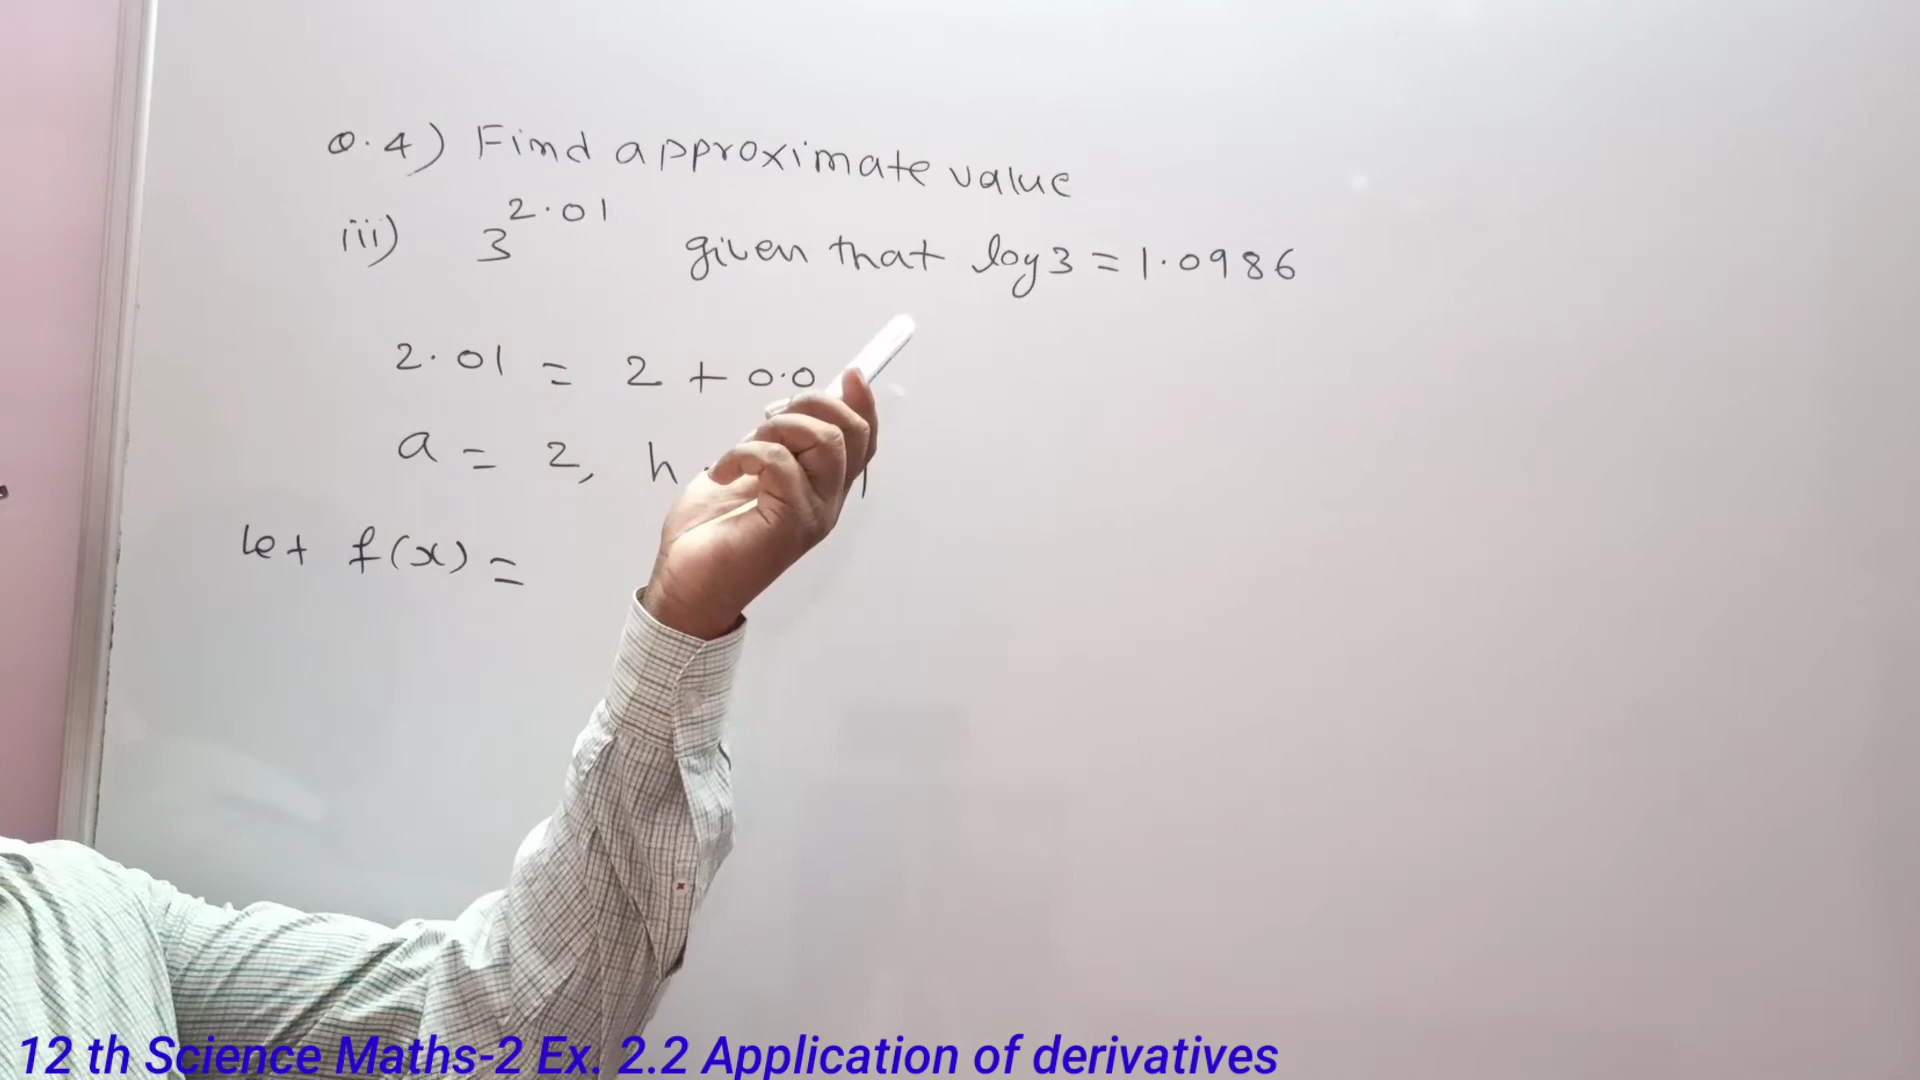 Q.4) Find approximate value
iii) 3^2.01 given that log 3 = 1.0986
2.01 = 2 + 0.0
a = 2, h
let f(x) =
12 th Science Maths-2 Ex. 2.2 Application of derivatives